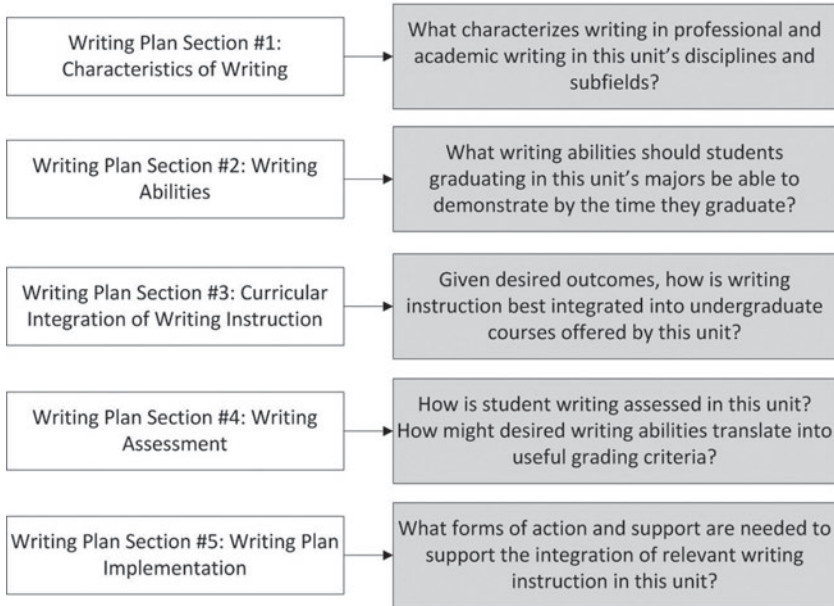 Writing Plan Section #1:
Characteristics of Writing
What characterizes writing in professional and
academic writing in this unit's disciplines and
subfields?
Writing Plan Section #2: Writing
Abilities
What writing abilities should students
graduating in this unit's majors be able to
demonstrate by the time they graduate?
Writing Plan Section #3: Curricular
Integration of Writing Instruction
Given desired outcomes, how is writing
instruction best integrated into undergraduate
courses offered by this unit?
Writing Plan Section #4: Writing
Assessment
How is student writing assessed in this unit?
How might desired writing abilities translate into
useful grading criteria?
Writing Plan Section #5: Writing Plan
Implementation
What forms of action and support are needed to
support the integration of relevant writing
instruction in this unit?